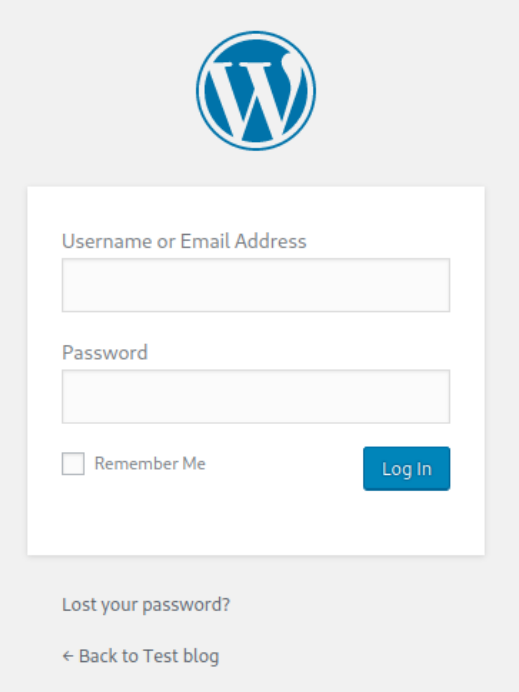 Username or Email Address
Password
Remember Me
Log In
Lost your password?
← Back to Test blog